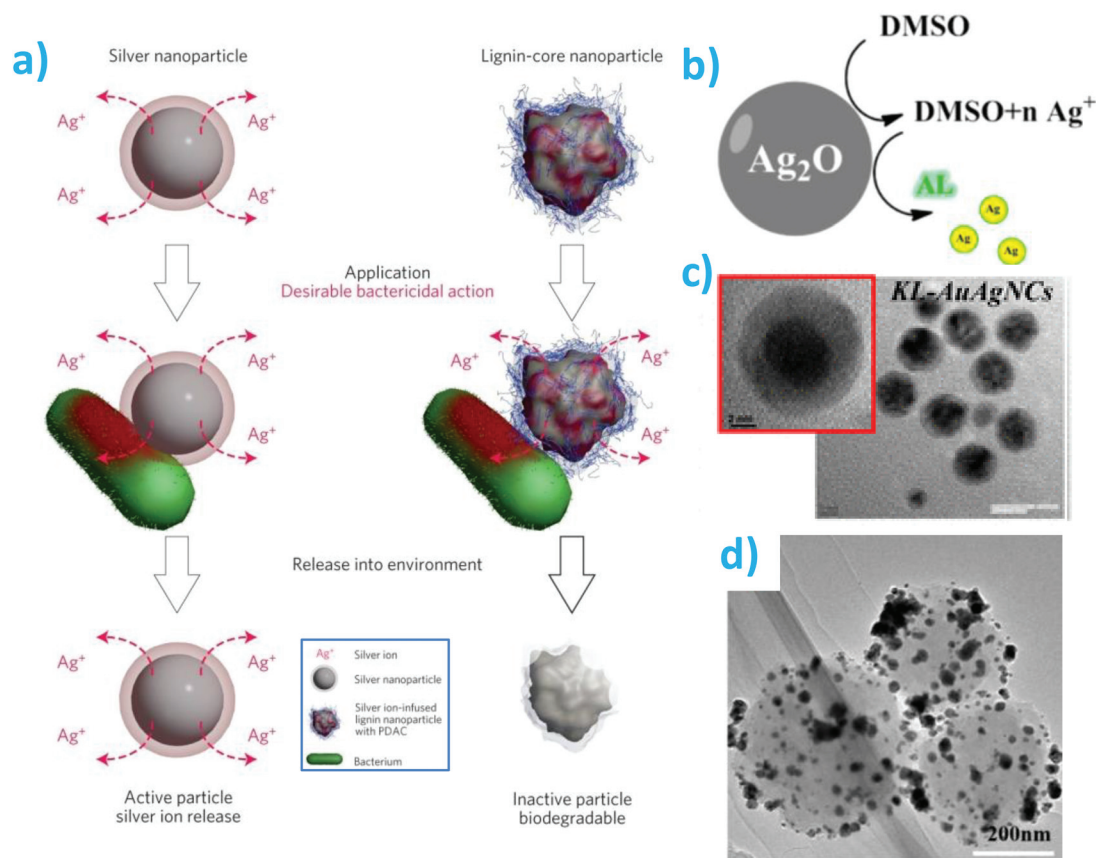 a)
Silver nanoparticle
Ag⁺ Ag⁺
Ag⁺ Ag⁺
Lignin-core nanoparticle
Application
Desirable bactericidal action
Ag⁺ Ag⁺
Ag⁺
Ag⁺ Ag⁺
Ag⁺
Release into environment
Ag⁺ Ag⁺
Ag⁺ Ag⁺
Ag⁺ Silver ion
Silver nanoparticle
Silver ion-infused
lignin nanoparticle
with PDAC
Bacterium
Active particle
silver ion release
Inactive particle
biodegradable
b)
DMSO
DMSO+n Ag⁺
Ag₂O
AL
Ag
Ag
Ag
c)
KL-AuAgNCs
2 nm
d)
200nm